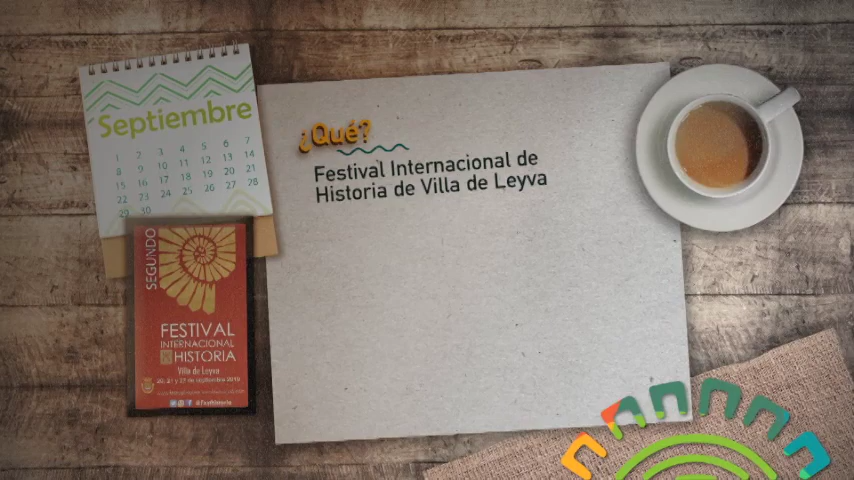 Septiembre
1 2 3 4 5 6 7
8 9 10 11 12 13 14
15 16 17 18 19 20 21
22 23 24 25 26 27 28
29 30
¿Qué?
Festival Internacional de
Historia de Villa de Leyva
SEGUNDO
FESTIVAL
INTERNACIONAL
HISTORIA
Villa de Leyva